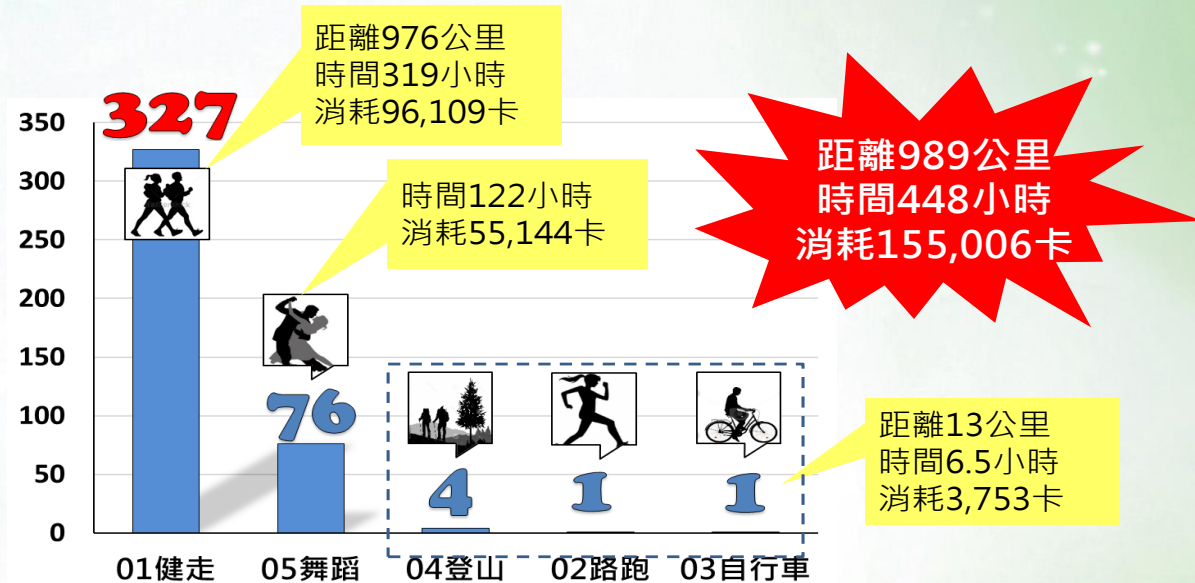 距離976公里
時間319小時
消耗96,109卡
距離989公里
時間448小時
消耗155,006卡
時間122小時
消耗55,144卡
距離13公里
時間6.5小時
消耗3,753卡
350
300
250
200
150
100
50
0
327
76
4
1
1
01健走
05舞蹈
04登山
02路跑
03自行車